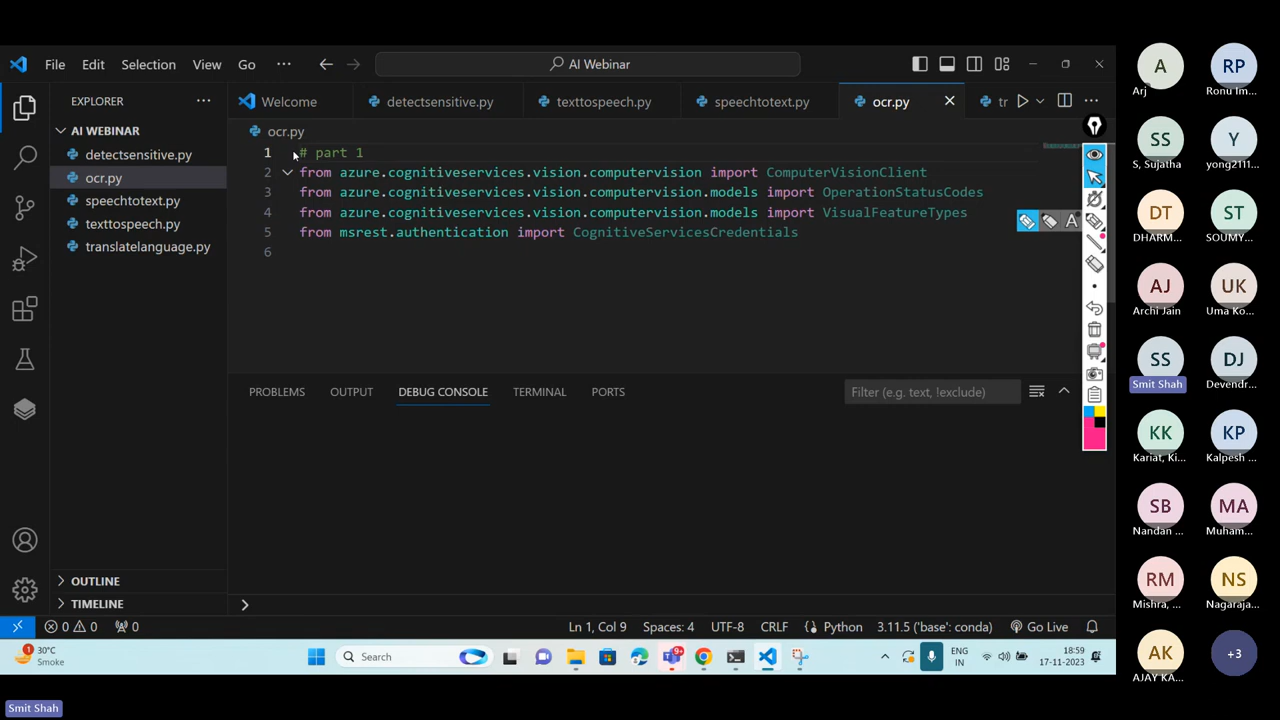 File Edit Selection View Go ··· AI Webinar
EXPLORER ···
Welcome detectsensitive.py texttospeech.py speechtotext.py ocr.py tr
AI WEBINAR
detectsensitive.py
ocr.py
speechtotext.py
texttospeech.py
translatelanguage.py
OUTLINE
TIMELINE
ocr.py
1 # part 1
2 from azure.cognitiveservices.vision.computervision import ComputerVisionClient
3 from azure.cognitiveservices.vision.computervision.models import OperationStatusCodes
4 from azure.cognitiveservices.vision.computervision.models import VisualFeatureTypes
5 from msrest.authentication import CognitiveServicesCredentials
6
A
PROBLEMS OUTPUT DEBUG CONSOLE TERMINAL PORTS Filter (e.g. text, !exclude)
0 0 0 Ln 1, Col 9 Spaces: 4 UTF-8 CRLF Python 3.11.5 ('base': conda) Go Live
1 30°C
Smoke
Search
9+
ENG
IN
18:59
17-11-2023
A RP
Arj Ronu Im...
SS Y
S, Sujatha yong2111...
DT ST
DHARM... SOUMY...
AJ UK
Archi Jain Uma Ko...
SS DJ
Smit Shah Devendr...
KK KP
Kariat, Ki... Kalpesh ...
SB MA
Nandan ... Muham...
RM NS
Mishra, ... Nagaraja...
AK +3
AJAY KA...
Smit Shah